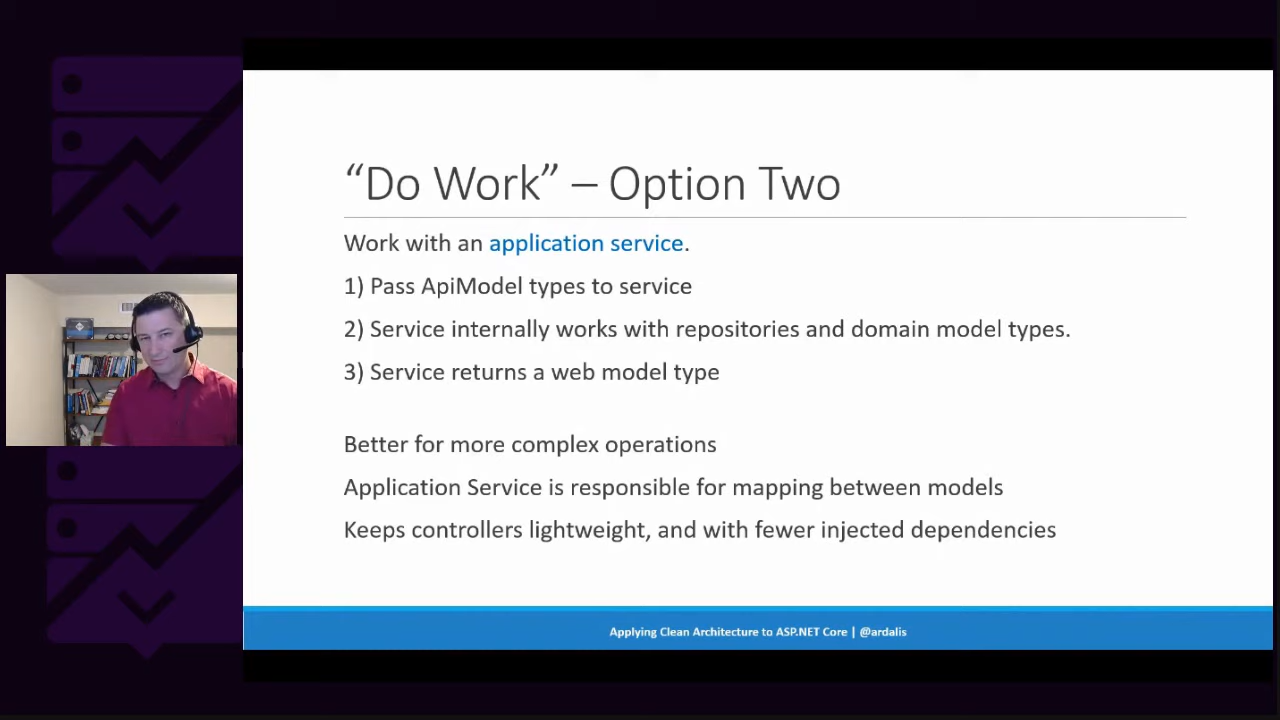 “Do Work” – Option Two
Work with an application service.
1) Pass ApiModel types to service
2) Service internally works with repositories and domain model types.
3) Service returns a web model type
Better for more complex operations
Application Service is responsible for mapping between models
Keeps controllers lightweight, and with fewer injected dependencies
Applying Clean Architecture to ASP.NET Core | @ardalis